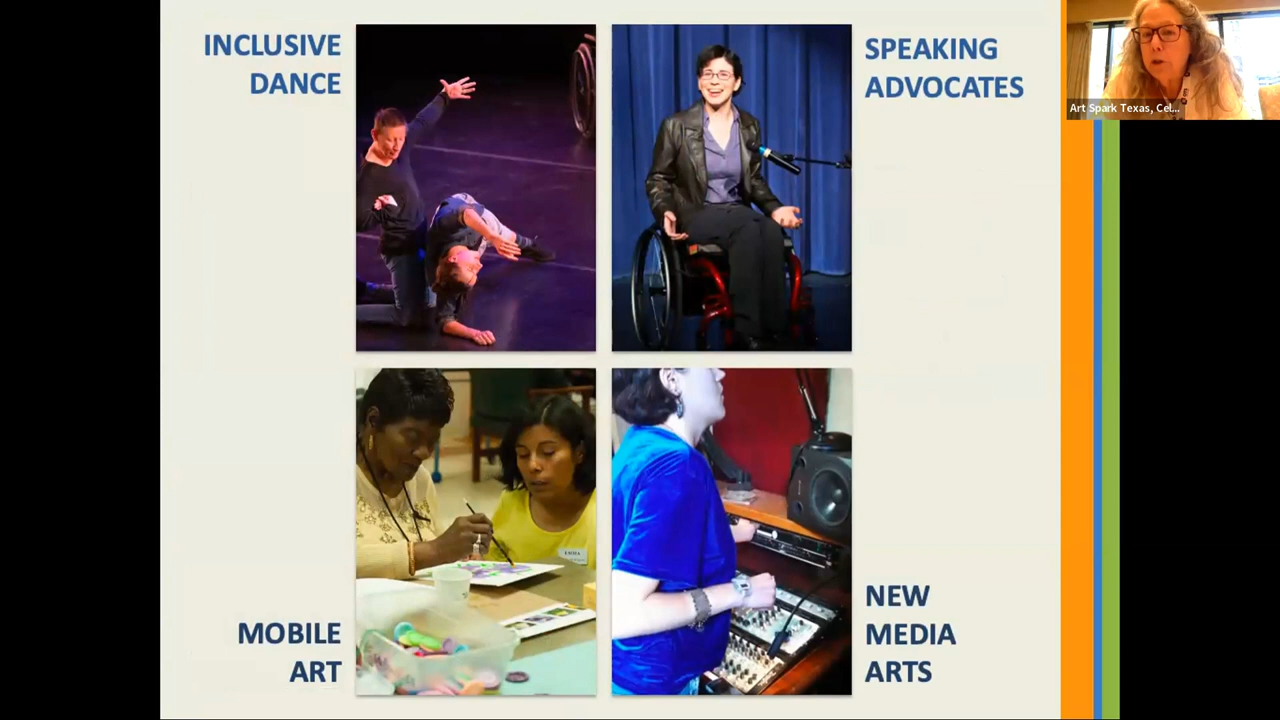 INCLUSIVE
DANCE
SPEAKING
ADVOCATES
Art Spark Texas, Cel...
MOBILE
ART
NEW
MEDIA
ARTS